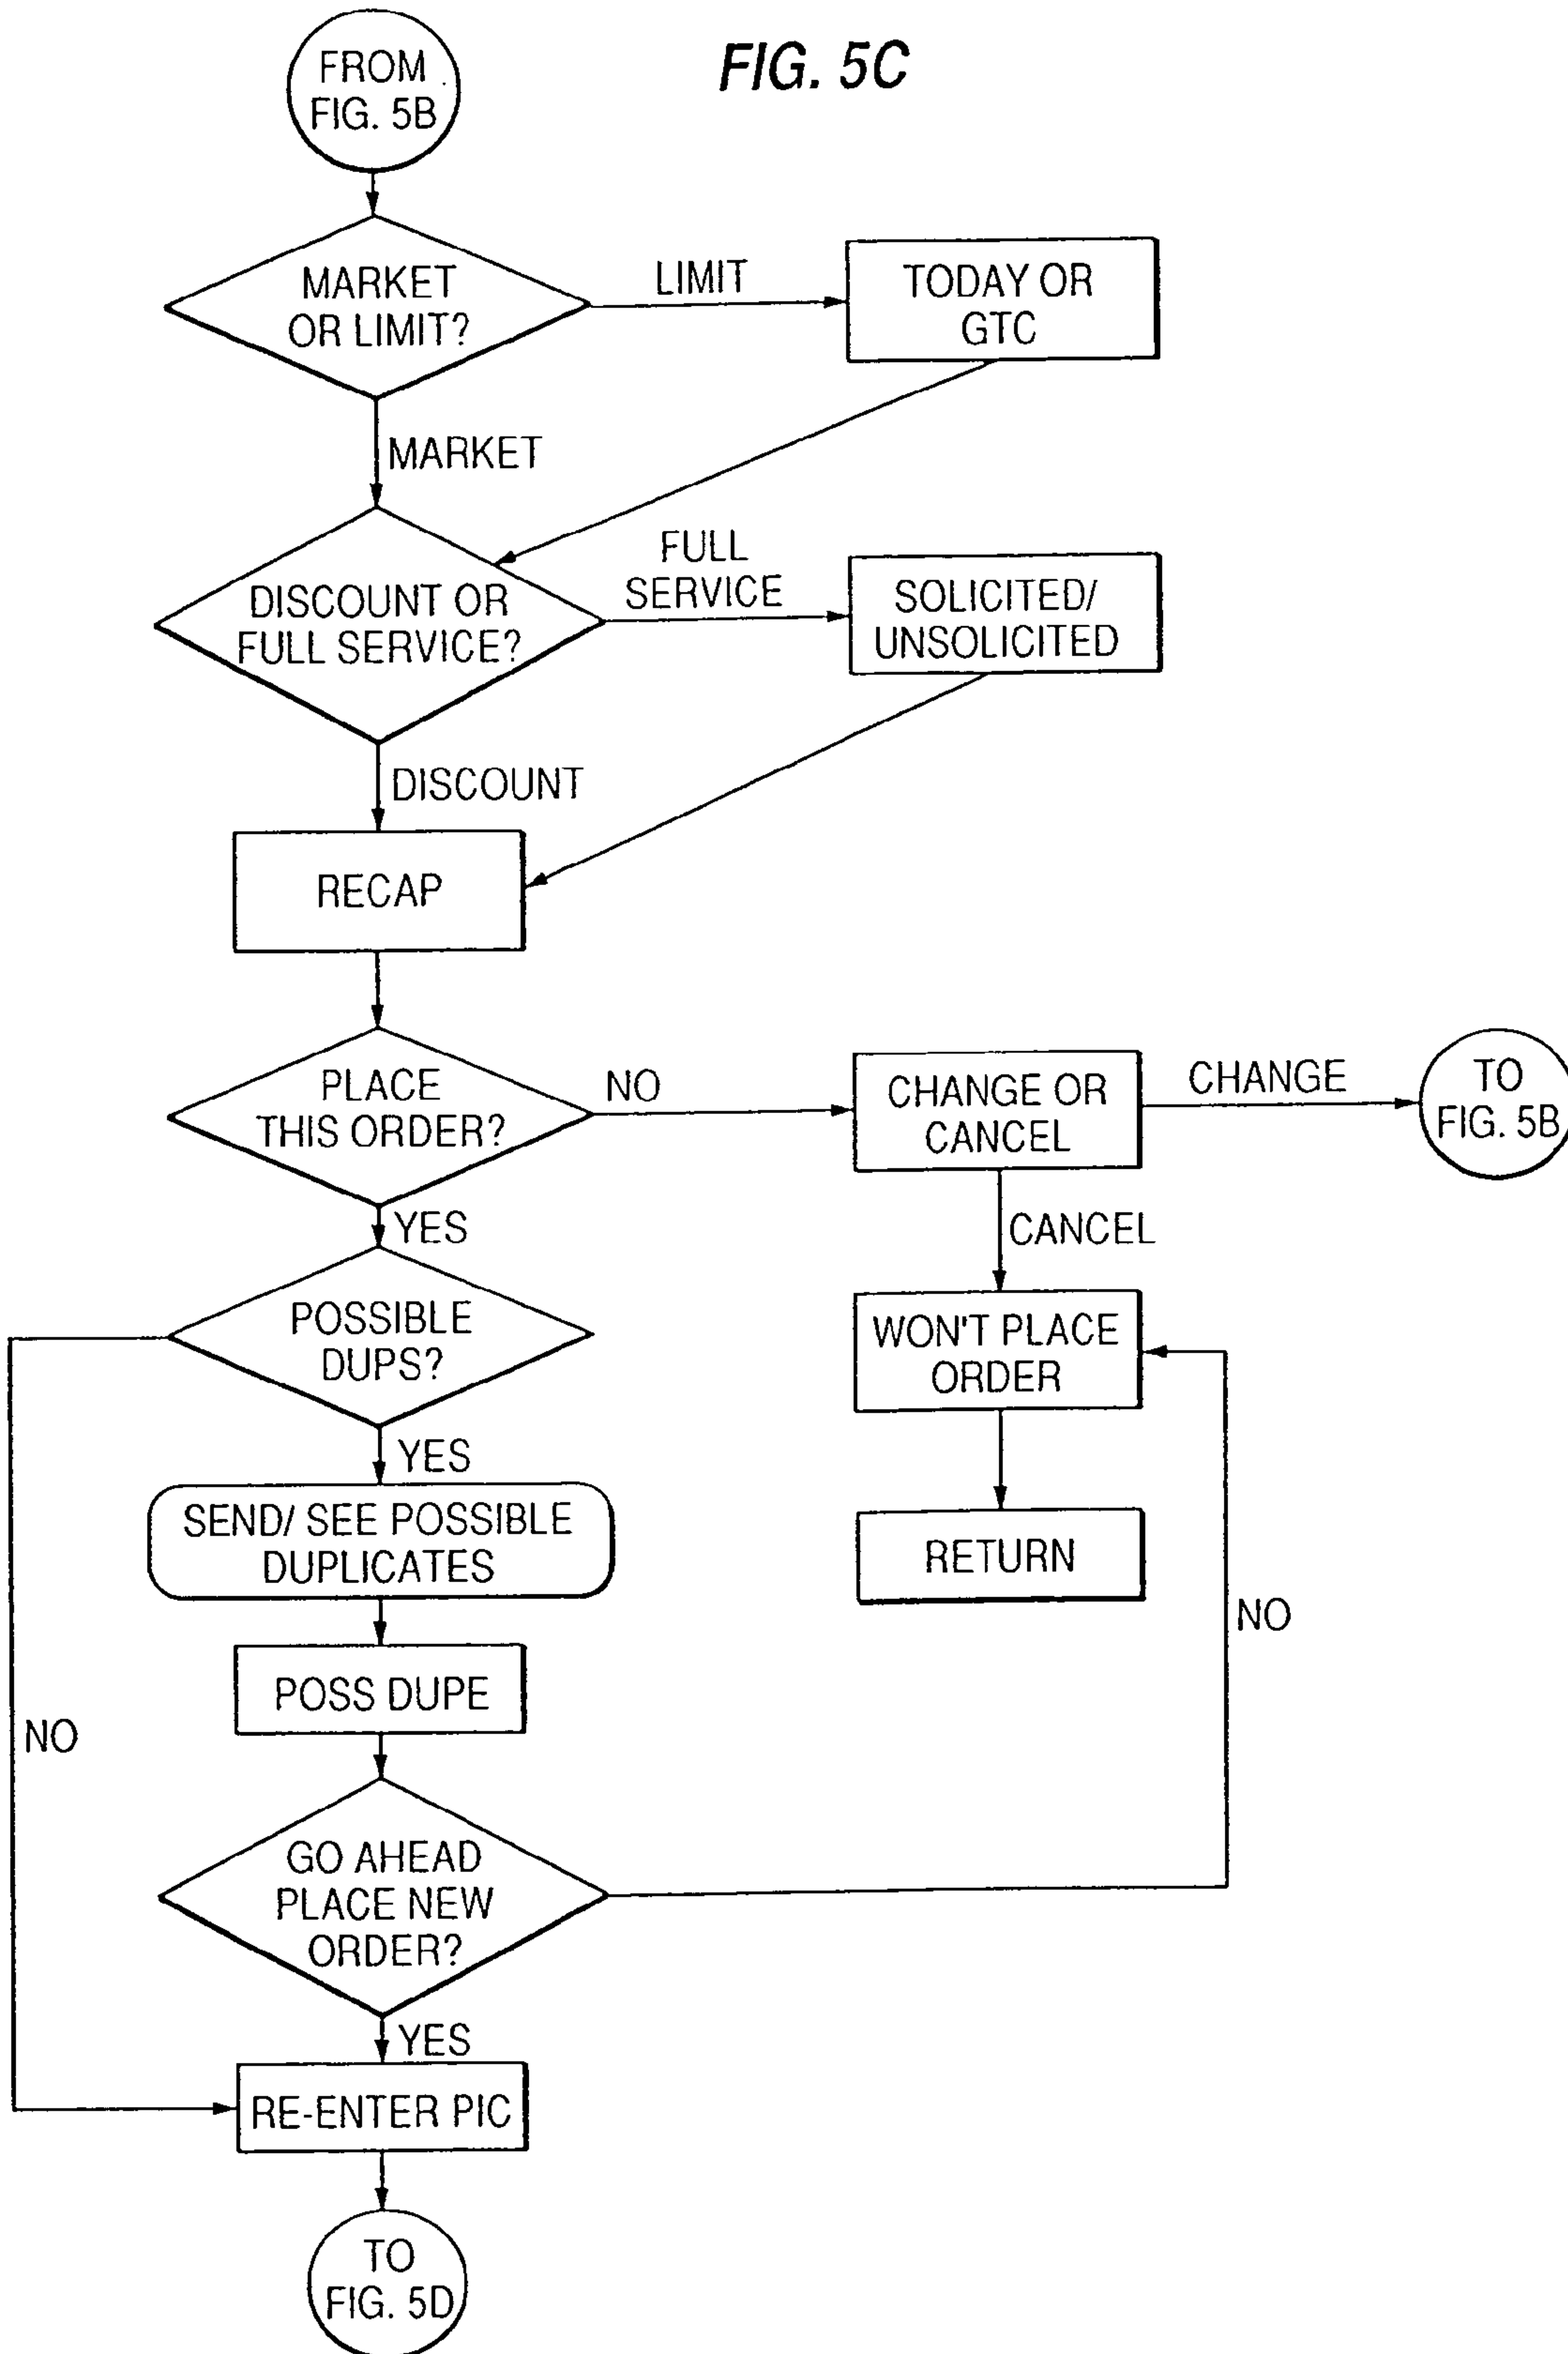 FROM
FIG. 5B
FIG. 5C
MARKET
OR LIMIT?
LIMIT
TODAY OR
GTC
MARKET
DISCOUNT OR
FULL SERVICE?
FULL
SERVICE
SOLICITED/
UNSOLICITED
DISCOUNT
RECAP
PLACE
THIS ORDER?
NO
CHANGE OR
CANCEL
CHANGE
TO
FIG. 5B
YES
CANCEL
POSSIBLE
DUPS?
WON'T PLACE
ORDER
YES
SEND/ SEE POSSIBLE
DUPLICATES
RETURN
NO
POSS DUPE
NO
GO AHEAD
PLACE NEW
ORDER?
YES
RE-ENTER PIC
TO
FIG. 5D